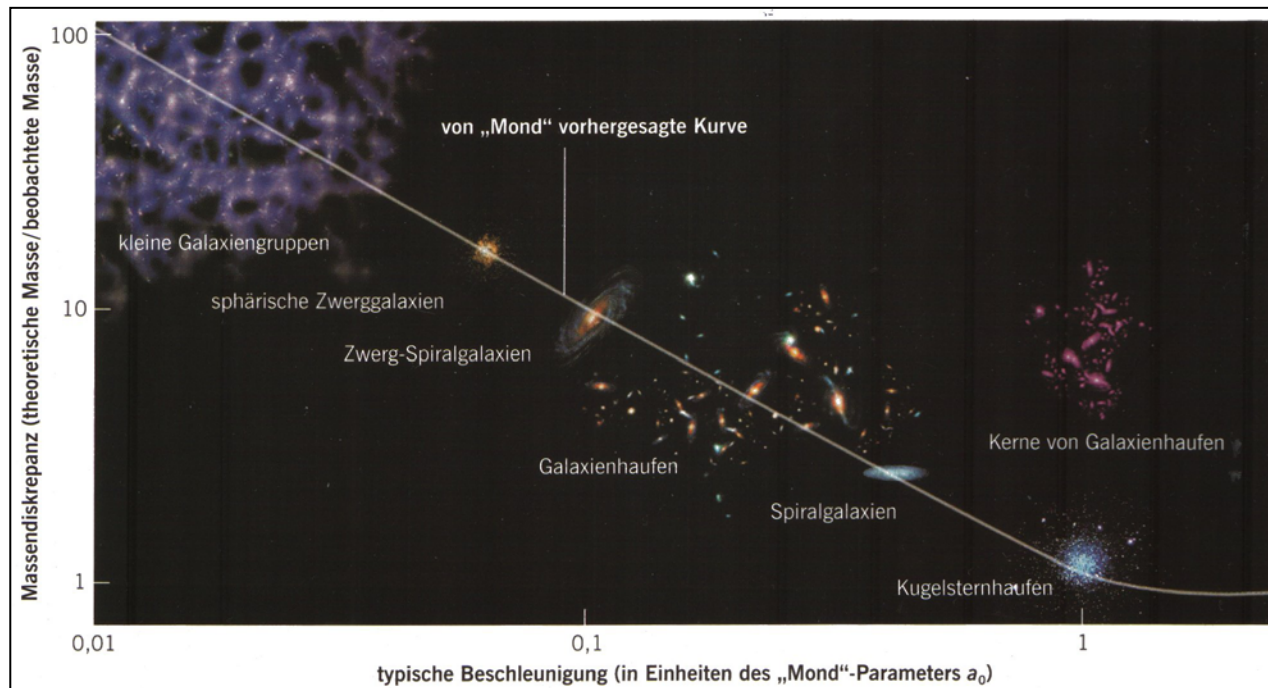 Massendiskrepanz (theoretische Masse/beobachtete Masse)
100
10
1
von „Mond“ vorhergesagte Kurve
kleine Galaxiengruppen
sphärische Zwerggalaxien
Zwerg-Spiralgalaxien
Galaxienhaufen
Kerne von Galaxienhaufen
Spiralgalaxien
Kugelsternhaufen
0,01
0,1
1
typische Beschleunigung (in Einheiten des „Mond“-Parameters a₀)